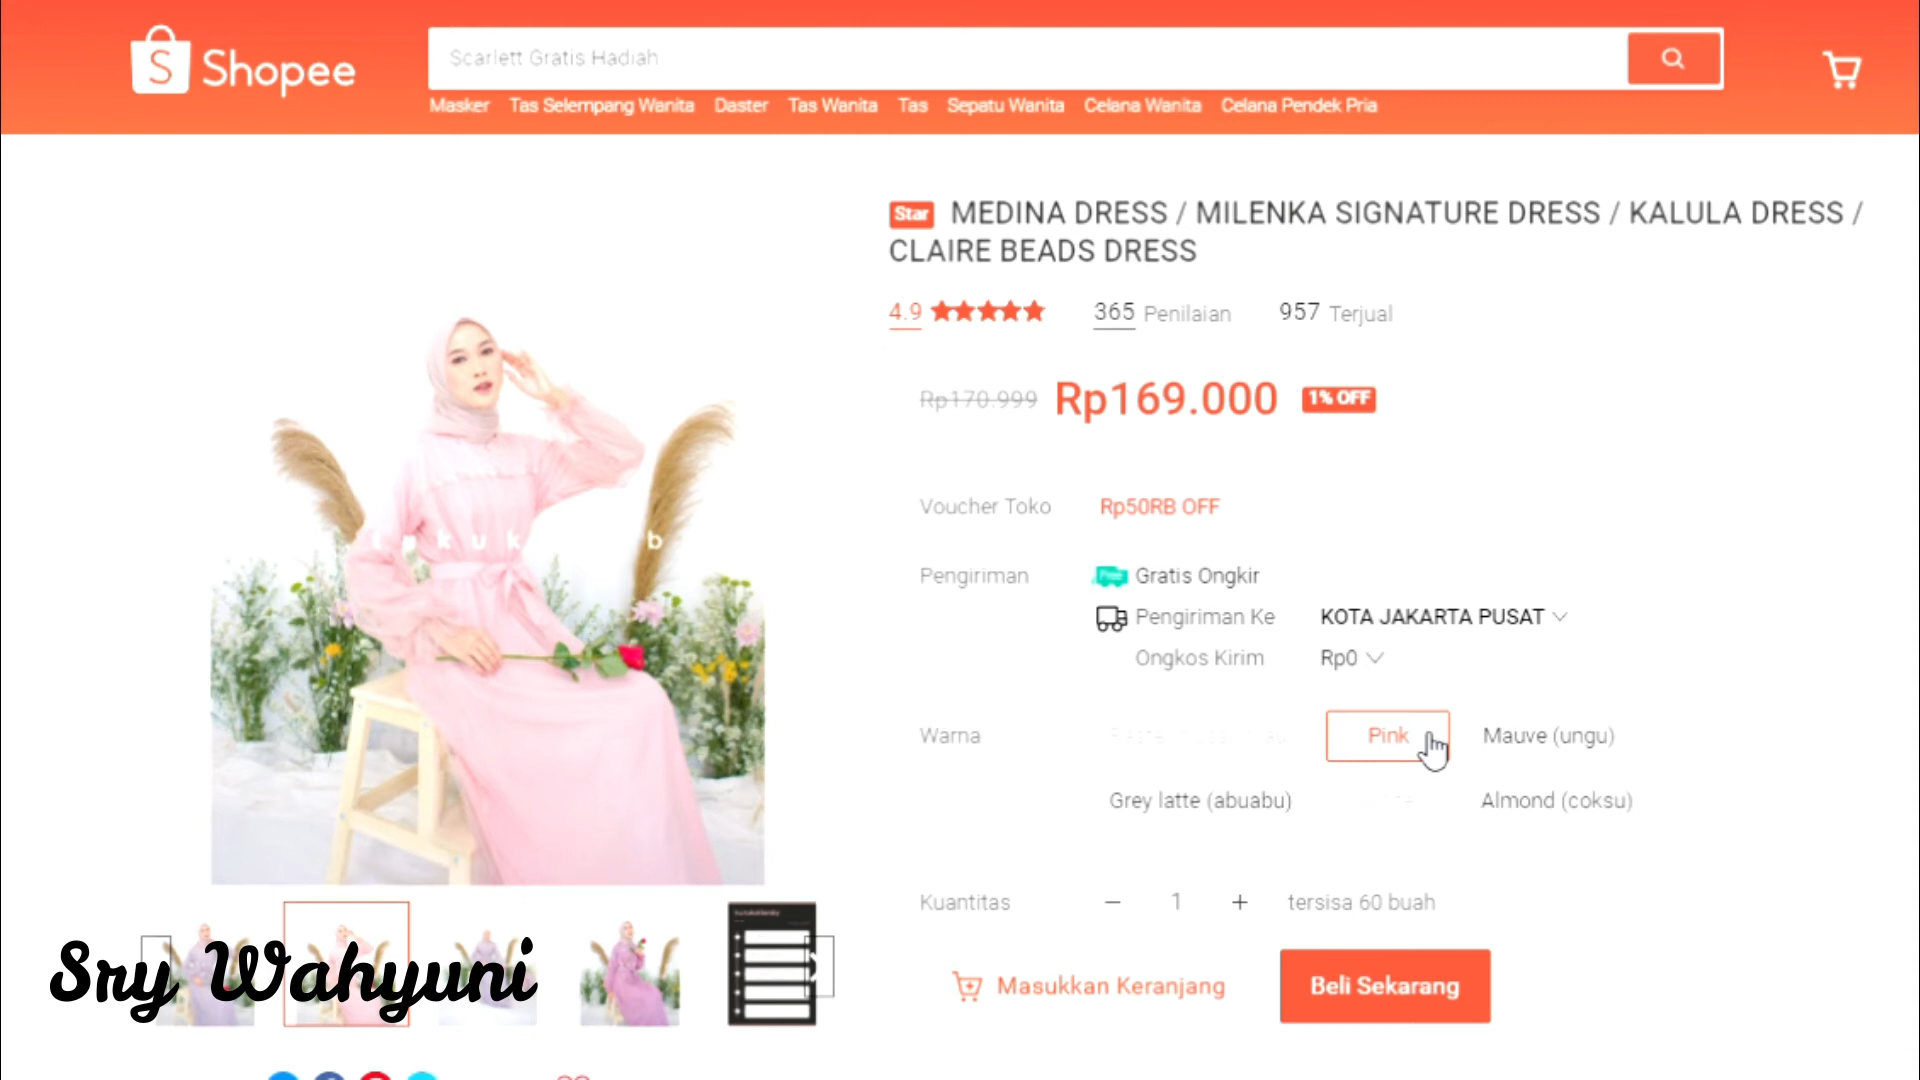 Shopee
Scarlett Gratis Hadiah
Masker Tas Selempang Wanita Daster Tas Wanita Tas Sepatu Wanita Celana Wanita Celana Pendek Pria
Star MEDINA DRESS / MILENKA SIGNATURE DRESS / KALULA DRESS /
CLAIRE BEADS DRESS
4.9 365 Penilaian 957 Terjual
Rp170.999 Rp169.000 1% OFF
Voucher Toko Rp50RB OFF
Pengiriman Gratis Ongkir
Pengiriman Ke KOTA JAKARTA PUSAT
Ongkos Kirim Rp0
Warna Pink Mauve (ungu)
Grey latte (abuabu) Almond (coksu)
Kuantitas − 1 + tersisa 60 buah
Masukkan Keranjang Beli Sekarang
Sry Wahyuni